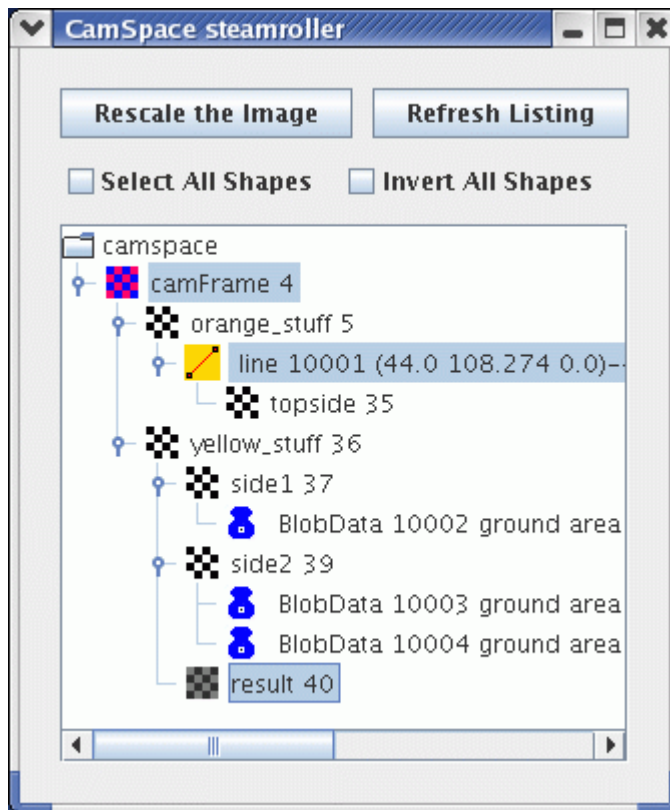 CamSpace steamroller
Rescale the Image Refresh Listing
Select All Shapes Invert All Shapes
camspace
camFrame 4
orange_stuff 5
line 10001 (44.0 108.274 0.0)--
topside 35
yellow_stuff 36
side1 37
BlobData 10002 ground area
side2 39
BlobData 10003 ground area
BlobData 10004 ground area
result 40